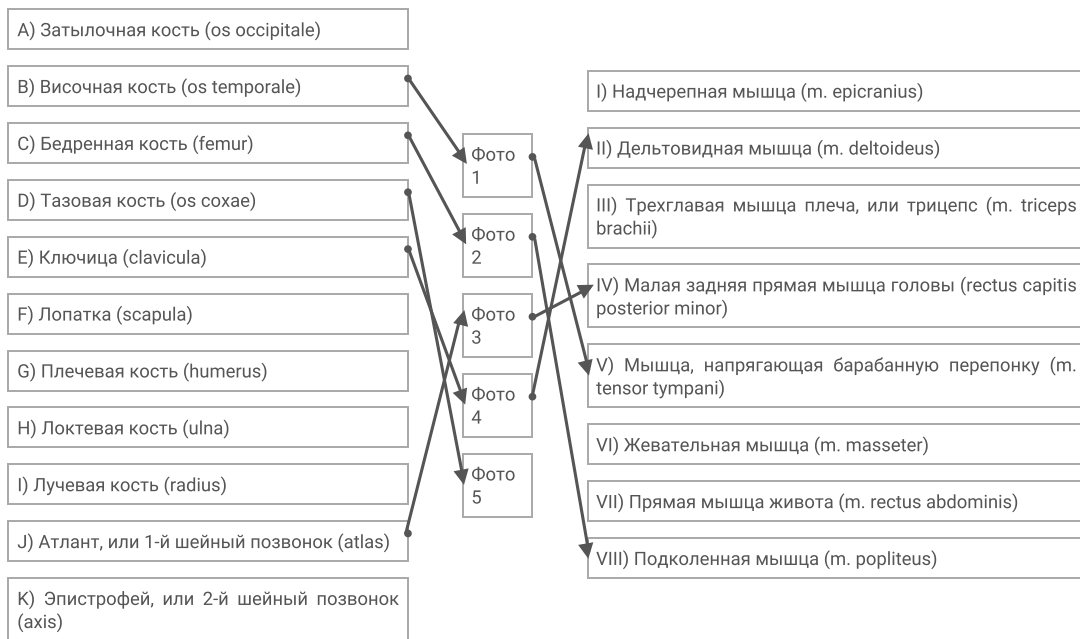 A) Затылочная кость (os occipitale)
B) Височная кость (os temporale)
C) Бедренная кость (femur)
D) Тазовая кость (os coxae)
E) Ключица (clavicula)
F) Лопатка (scapula)
G) Плечевая кость (humerus)
H) Локтевая кость (ulna)
I) Лучевая кость (radius)
J) Атлант, или 1-й шейный позвонок (atlas)
K) Эпистрофей, или 2-й шейный позвонок
(axis)
Фото
1
Фото
2
Фото
3
Фото
4
Фото
5
I) Надчерепная мышца (m. epicranius)
II) Дельтовидная мышца (m. deltoideus)
III) Трехглавая мышца плеча, или трицепс (m. triceps
brachii)
IV) Малая задняя прямая мышца головы (rectus capitis
posterior minor)
V) Мышца, напрягающая барабанную перепонку (m.
tensor tympani)
VI) Жевательная мышца (m. masseter)
VII) Прямая мышца живота (m. rectus abdominis)
VIII) Подколенная мышца (m. popliteus)